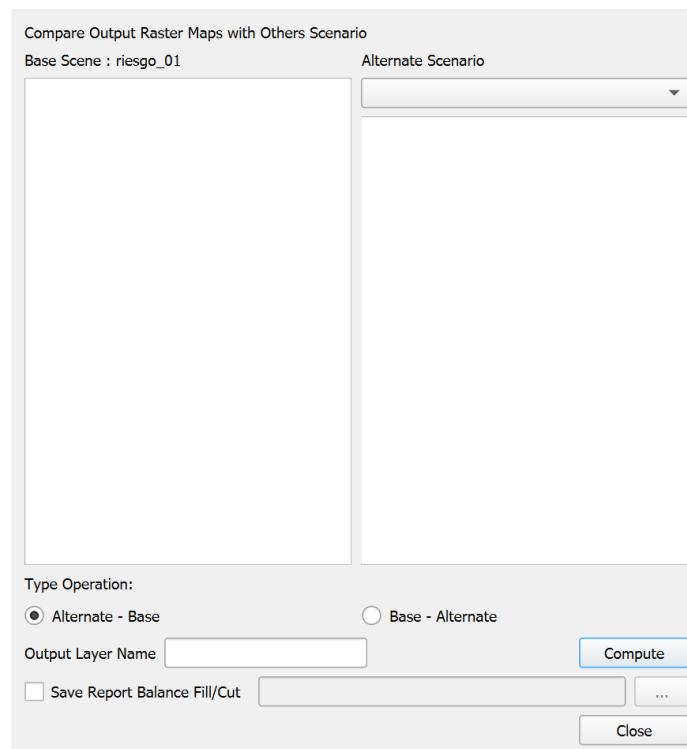 Compare Output Raster Maps with Others Scenario
Base Scene : riesgo_01
Alternate Scenario
Type Operation:
Alternate - Base
Base - Alternate
Output Layer Name
Compute
Save Report Balance Fill/Cut
...
Close